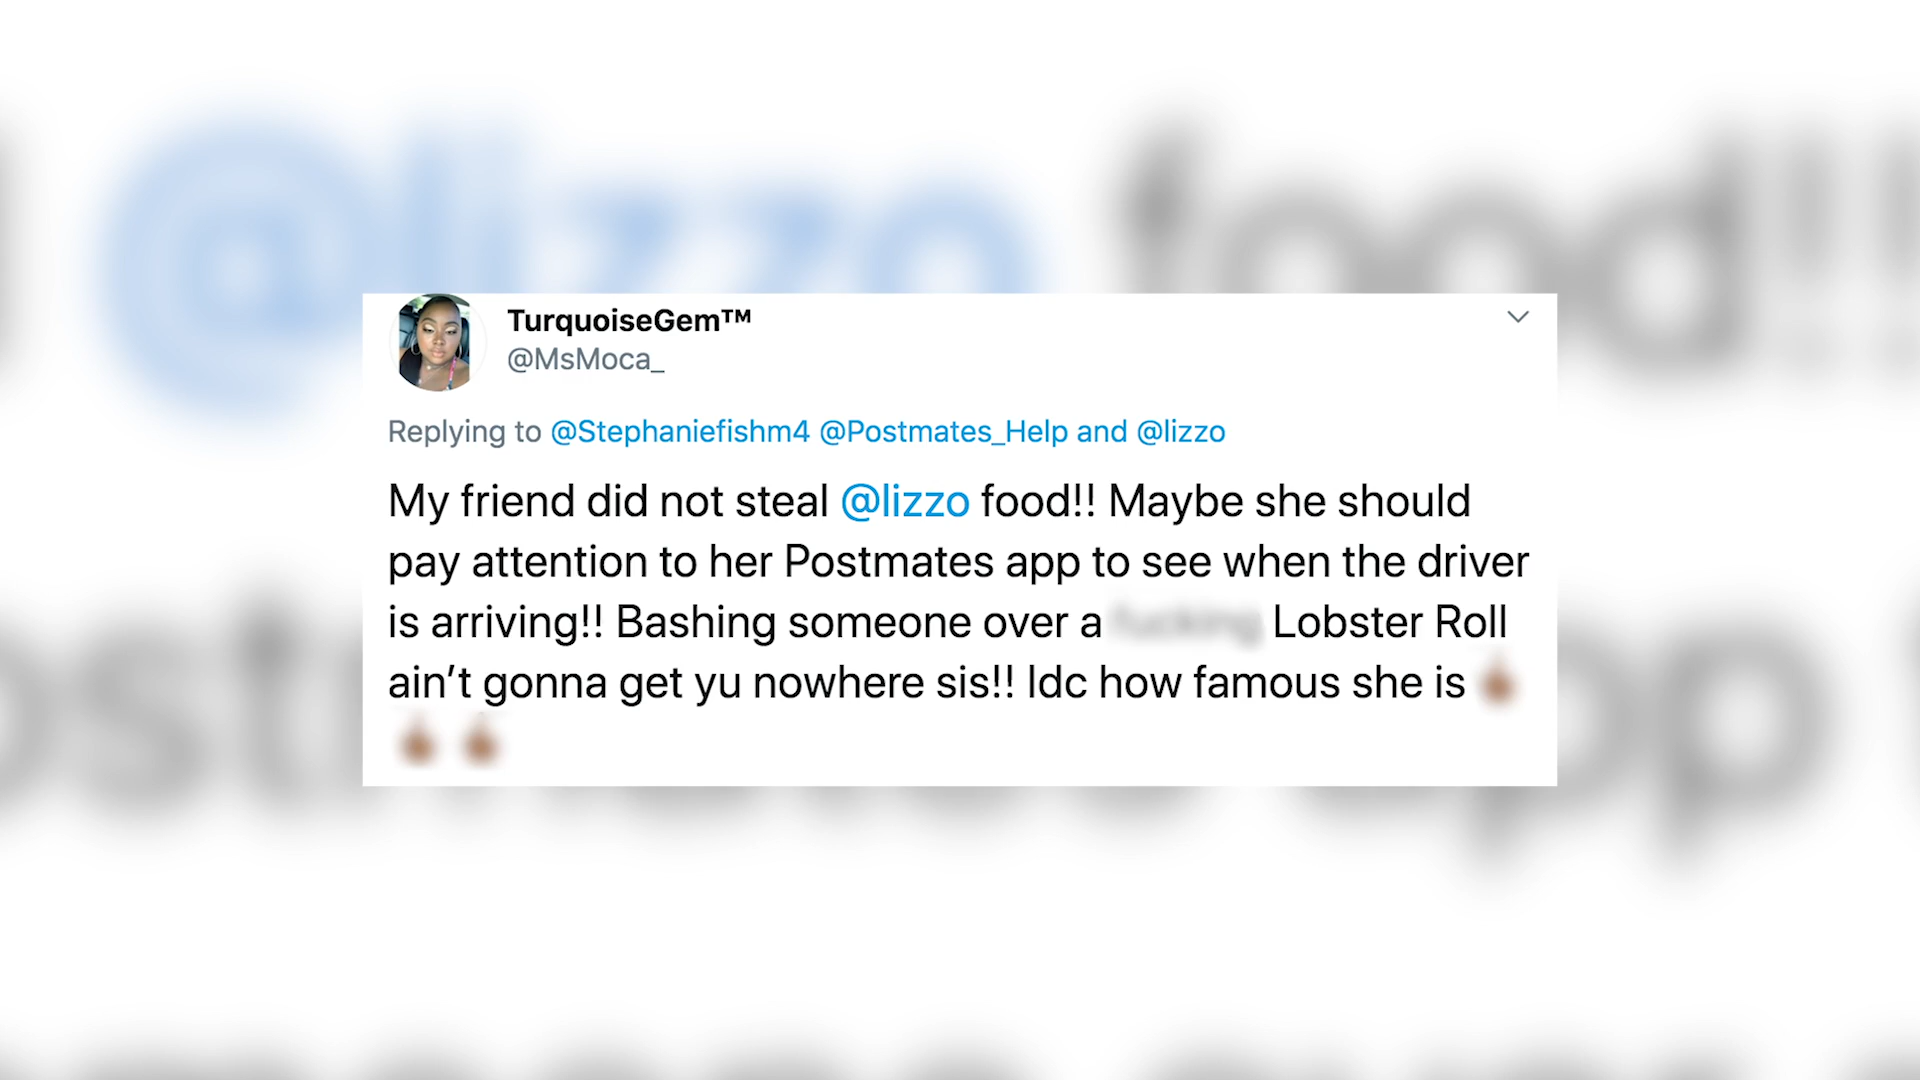 TurquoiseGem™
@MsMoca_
Replying to @Stephaniefishm4 @Postmates_Help and @lizzo
My friend did not steal @lizzo food!! Maybe she should
pay attention to her Postmates app to see when the driver
is arriving!! Bashing someone over a Lobster Roll
ain't gonna get yu nowhere sis!! Idc how famous she is